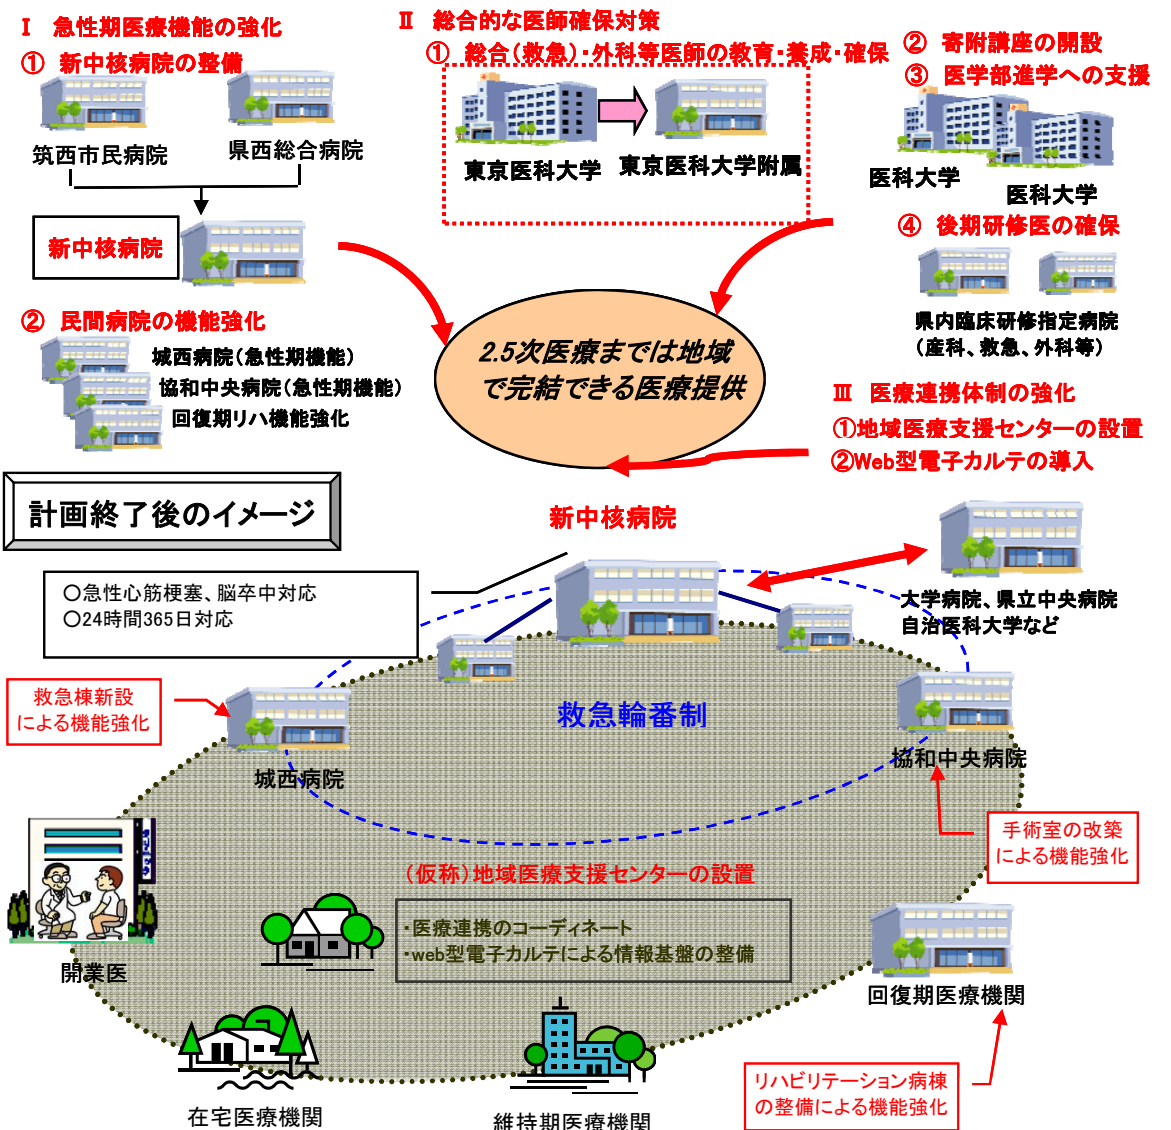 Ⅰ 急性期医療機能の強化
① 新中核病院の整備
筑西市民病院
県西総合病院
新中核病院
② 民間病院の機能強化
城西病院(急性期機能)
協和中央病院(急性期機能)
回復期リハ機能強化
Ⅱ 総合的な医師確保対策
① 総合(救急)・外科等医師の教育・養成・確保
東京医科大学
東京医科大学附属
② 寄附講座の開設
③ 医学部進学への支援
医科大学
医科大学
④ 後期研修医の確保
県内臨床研修指定病院
(産科、救急、外科等)
2.5次医療までは地域
で完結できる医療提供
Ⅲ 医療連携体制の強化
①地域医療支援センターの設置
②Web型電子カルテの導入
計画終了後のイメージ
新中核病院
○急性心筋梗塞、脳卒中対応
○24時間365日対応
大学病院、県立中央病院
自治医科大学など
救急棟新設
による機能強化
救急輪番制
城西病院
協和中央病院
手術室の改築
による機能強化
(仮称)地域医療支援センターの設置
・医療連携のコーディネート
・web型電子カルテによる情報基盤の整備
クリニック
開業医
回復期医療機関
在宅医療機関
維持期医療機関
リハビリテーション病棟
の整備による機能強化